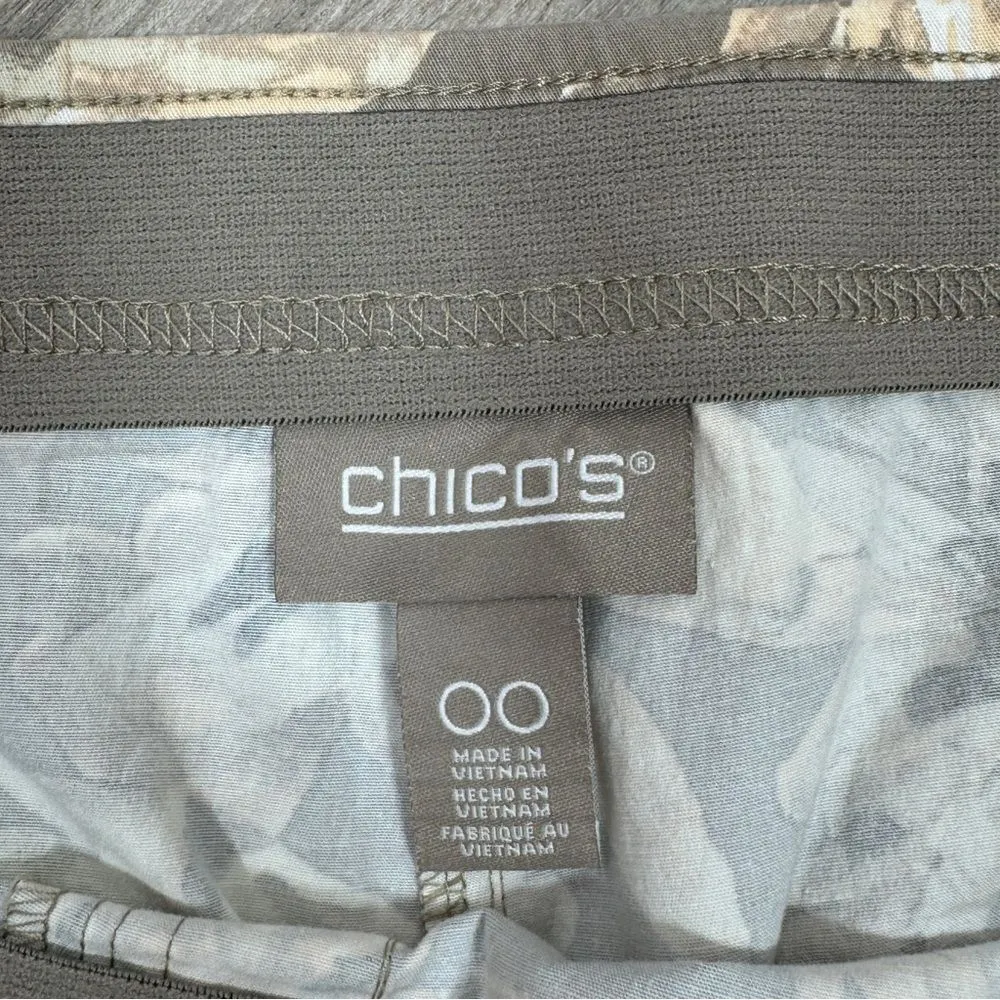 chico's®
00
MADE IN
VIETNAM
HECHO EN
VIETNAM
FABRIQUÉ AU
VIETNAM